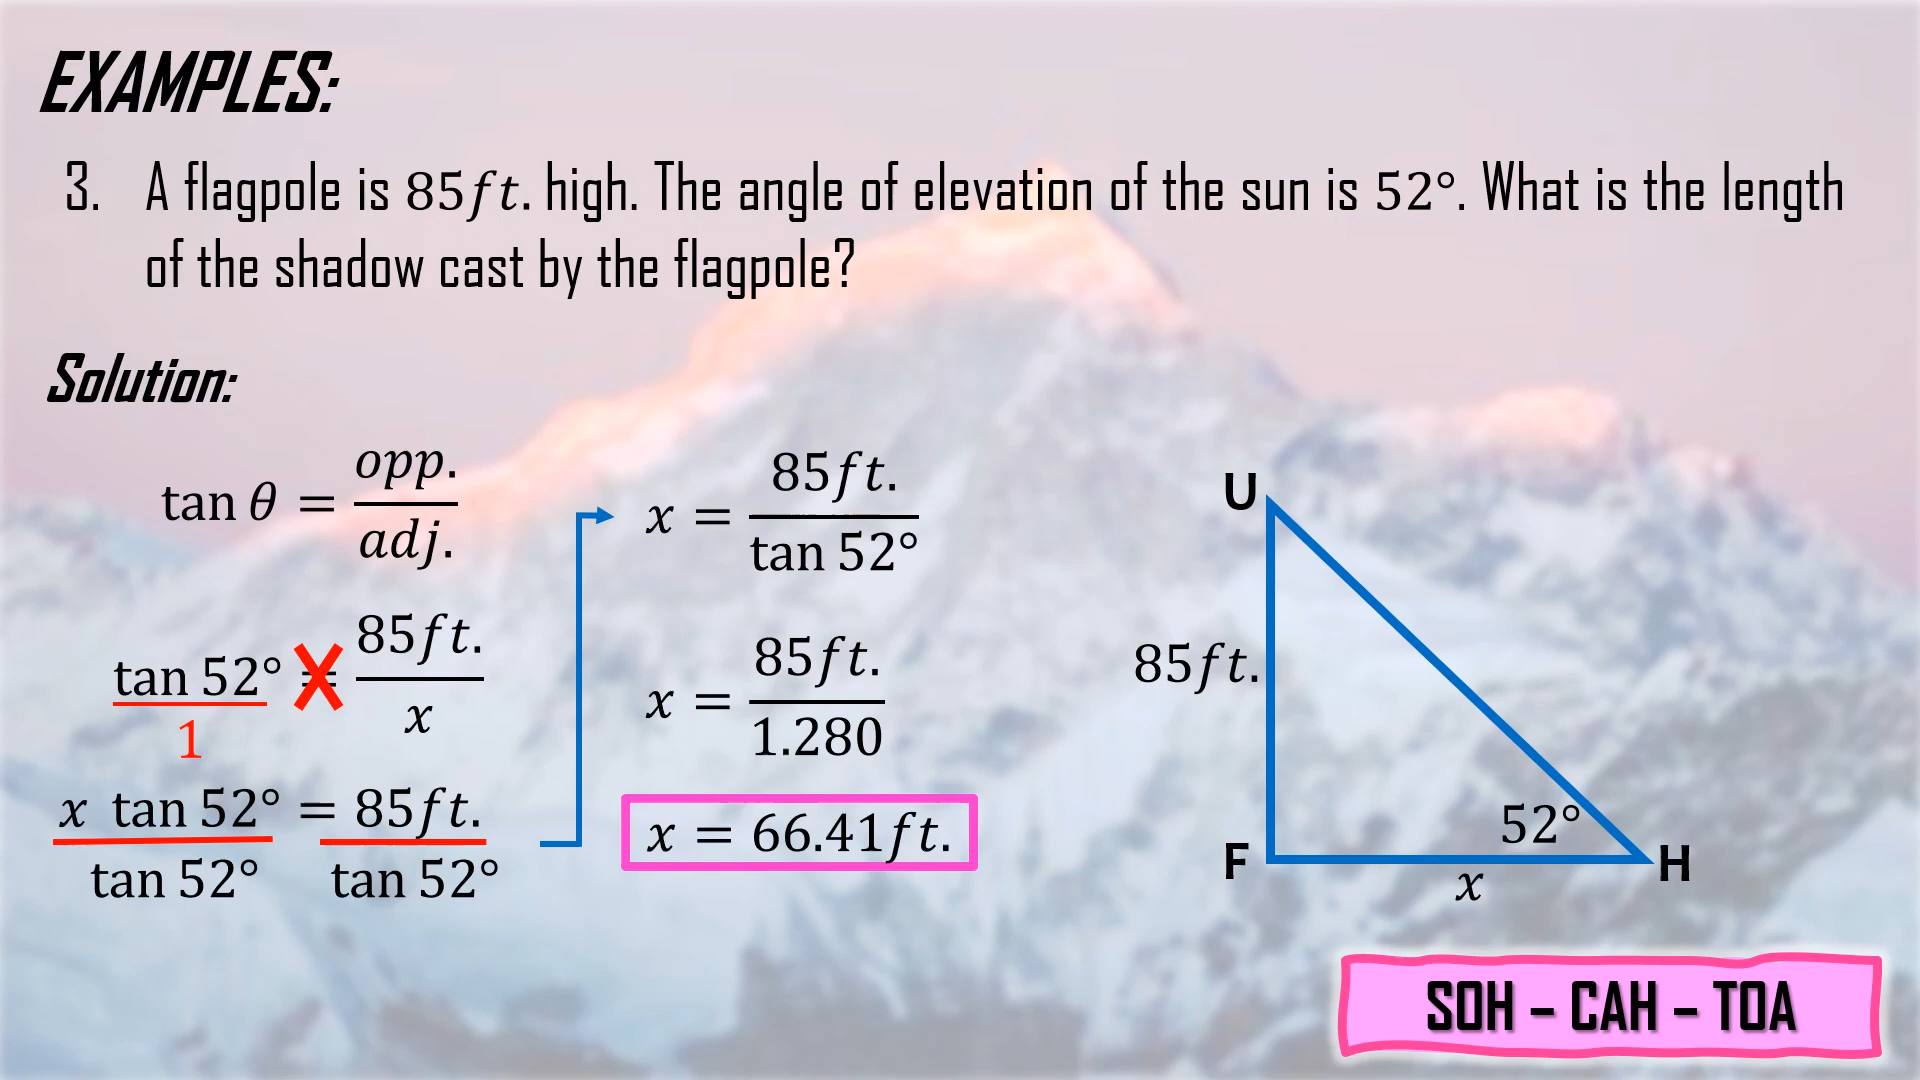 EXAMPLES:
3. A flagpole is 85ft. high. The angle of elevation of the sun is 52°. What is the length
of the shadow cast by the flagpole?
Solution:
tan θ = opp. / adj.
tan 52° / 1 = 85ft. / x
x tan 52° / tan 52° = 85ft. / tan 52°
x = 85ft. / tan 52°
x = 85ft. / 1.280
x = 66.41ft.
U
85ft.
52°
F
H
x
SOH – CAH – TOA